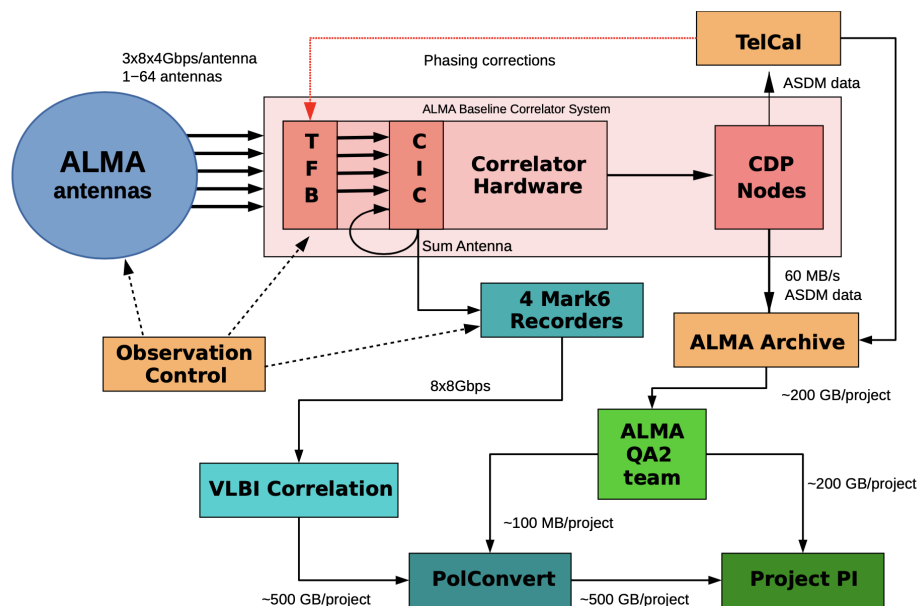 3x8x4Gbps/antenna
1−64 antennas
TelCal
Phasing corrections
ASDM data
ALMA Baseline Correlator System
ALMA
antennas
T
F
B
C
I
C
Correlator
Hardware
CDP
Nodes
Sum Antenna
60 MB/s
ASDM data
4 Mark6
Recorders
ALMA Archive
Observation
Control
8x8Gbps
~200 GB/project
ALMA
QA2
team
VLBI Correlation
~200 GB/project
~100 MB/project
PolConvert
Project PI
~500 GB/project
~500 GB/project